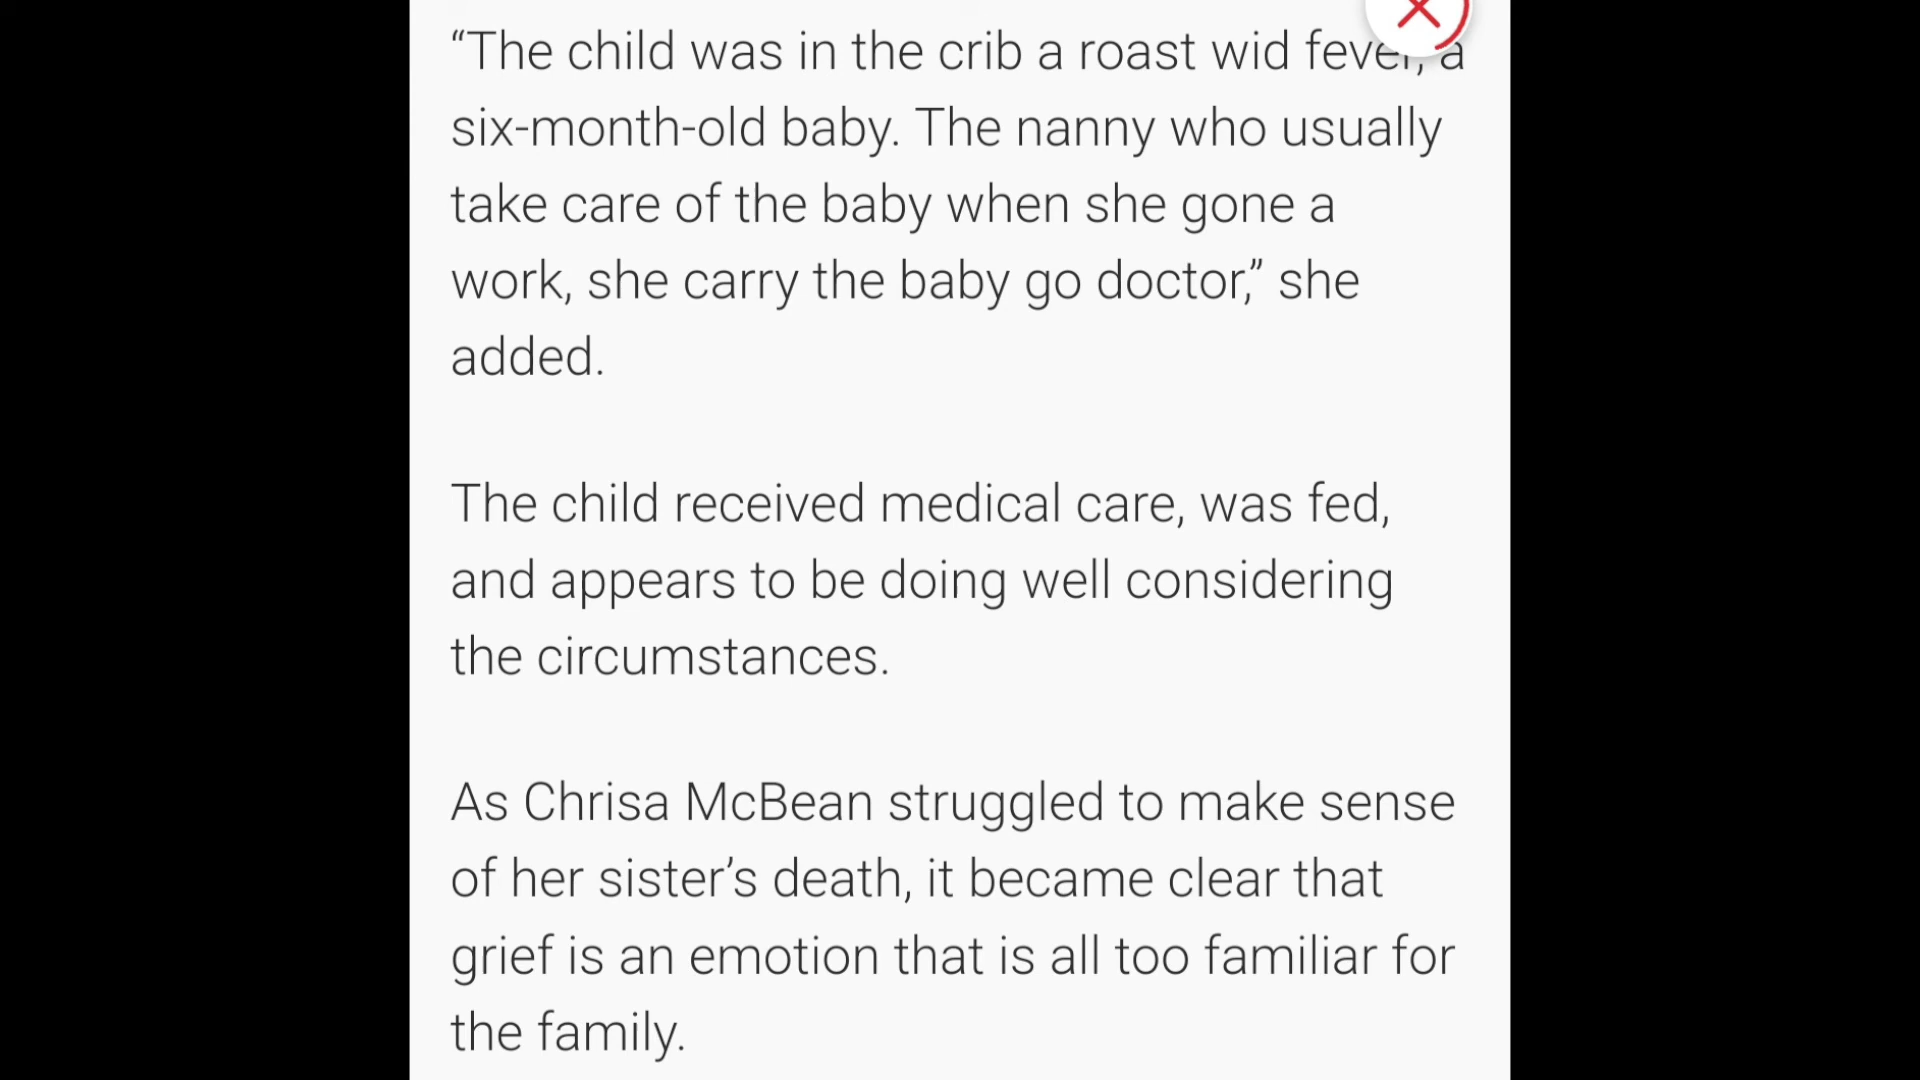 “The child was in the crib a roast wid fever, a
six-month-old baby. The nanny who usually
take care of the baby when she gone a
work, she carry the baby go doctor,” she
added.
The child received medical care, was fed,
and appears to be doing well considering
the circumstances.
As Chrisa McBean struggled to make sense
of her sister’s death, it became clear that
grief is an emotion that is all too familiar for
the family.